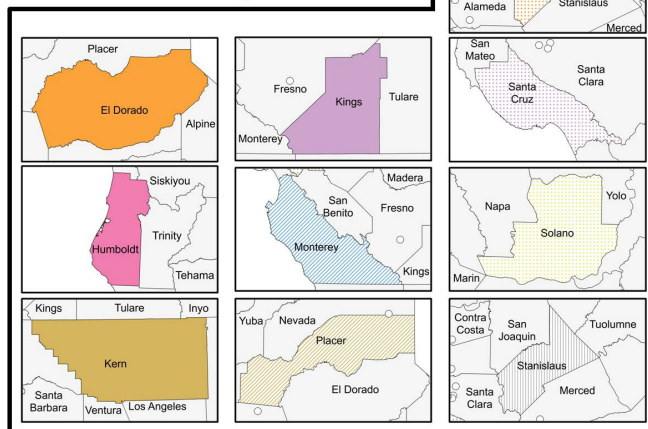 Alameda
Stanislaus
Merced
Placer
El Dorado
Alpine
Fresno
Kings
Tulare
Monterey
San
Mateo
Santa
Cruz
Santa
Clara
Siskiyou
Trinity
Humboldt
Tehama
Madera
San
Benito
Fresno
Monterey
Kings
Napa
Yolo
Solano
Marin
Kings
Tulare
Inyo
Kern
Santa
Barbara
Ventura
Los Angeles
Yuba
Nevada
Placer
El Dorado
Contra
Costa
San
Joaquin
Tuolumne
Stanislaus
Santa
Clara
Merced